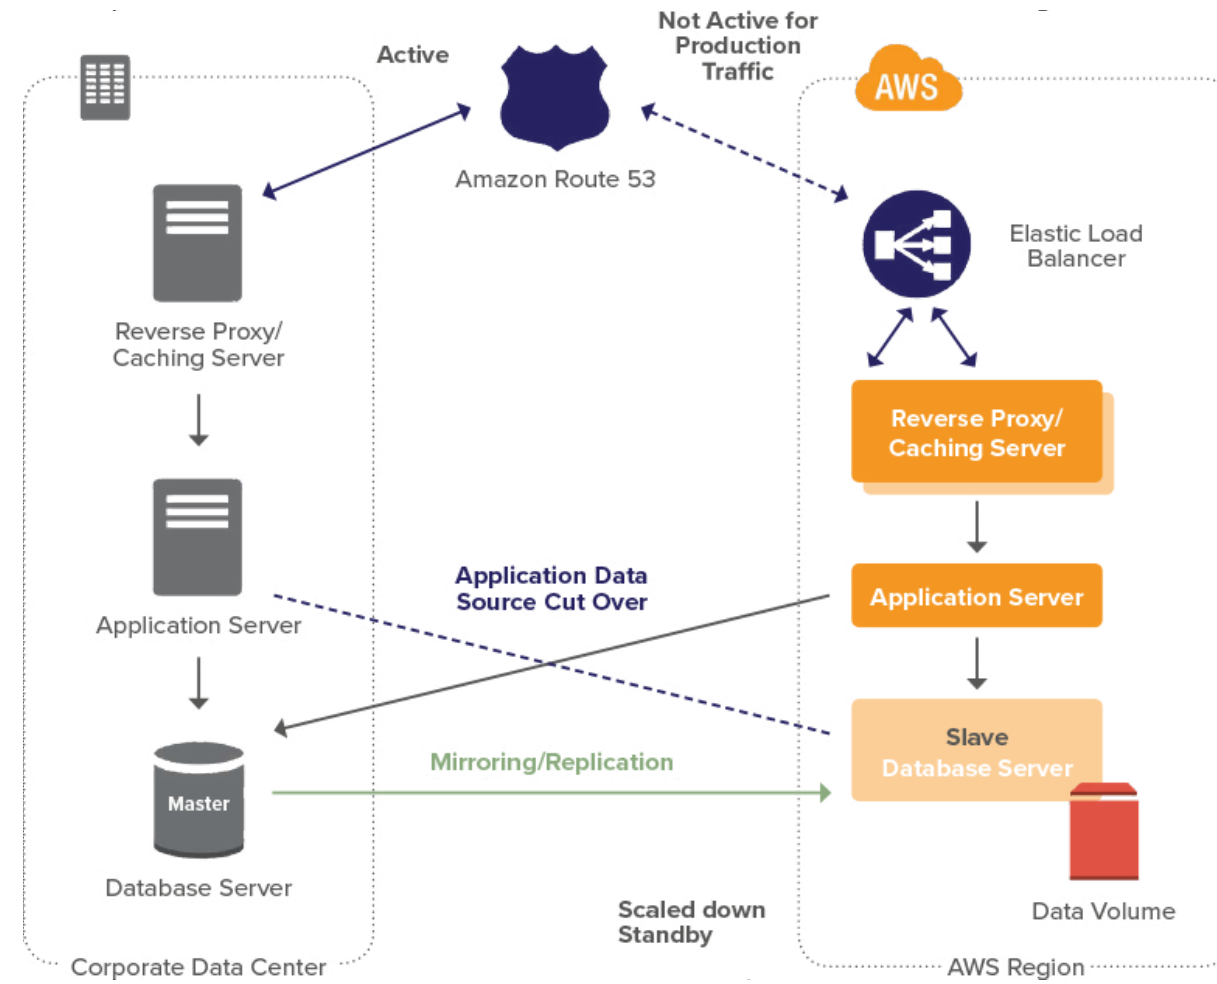 Active
Not Active for
Production
Traffic
AWS
Amazon Route 53
Elastic Load
Balancer
Reverse Proxy/
Caching Server
Reverse Proxy/
Caching Server
Application Data
Source Cut Over
Application Server
Application Server
Mirroring/Replication
Slave
Database Server
Master
Database Server
Scaled down
Standby
Data Volume
Corporate Data Center
AWS Region